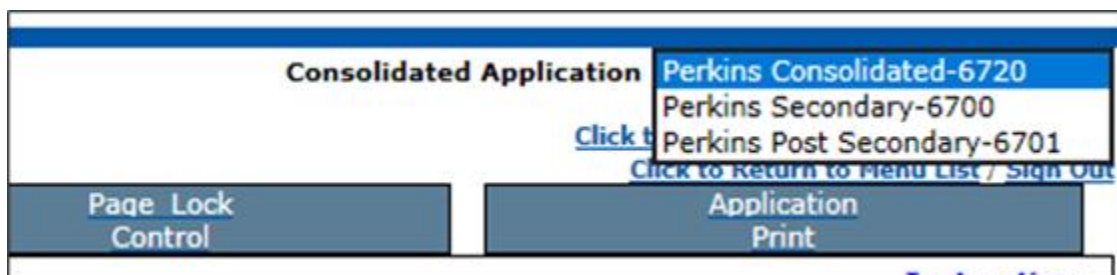 Consolidated Application Perkins Consolidated-6720
Perkins Secondary-6700
Click Perkins Post Secondary-6701
Click to Return to Menu List / Sign Out
Page Lock Application
Control Print